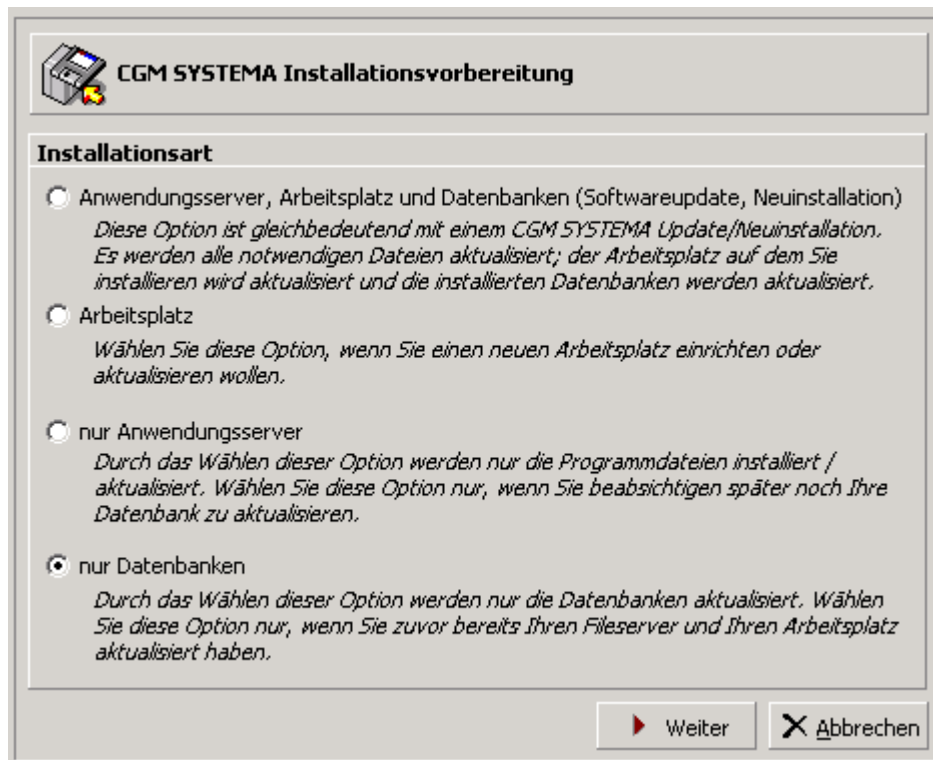 CGM SYSTEMA Installationsvorbereitung
Installationsart
Anwendungsserver, Arbeitsplatz und Datenbanken (Softwareupdate, Neuinstallation)
Diese Option ist gleichbedeutend mit einem CGM SYSTEMA Update/Neuinstallation.
Es werden alle notwendigen Dateien aktualisiert; der Arbeitsplatz auf dem Sie
installieren wird aktualisiert und die installierten Datenbanken werden aktualisiert.
Arbeitsplatz
Wählen Sie diese Option, wenn Sie einen neuen Arbeitsplatz einrichten oder
aktualisieren wollen.
nur Anwendungsserver
Durch das Wählen dieser Option werden nur die Programmdateien installiert /
aktualisiert. Wählen Sie diese Option nur, wenn Sie beabsichtigen später noch Ihre
Datenbank zu aktualisieren.
nur Datenbanken
Durch das Wählen dieser Option werden nur die Datenbanken aktualisiert. Wählen
Sie diese Option nur, wenn Sie zuvor bereits Ihren Fileserver und Ihren Arbeitsplatz
aktualisiert haben.
Weiter
Abbrechen